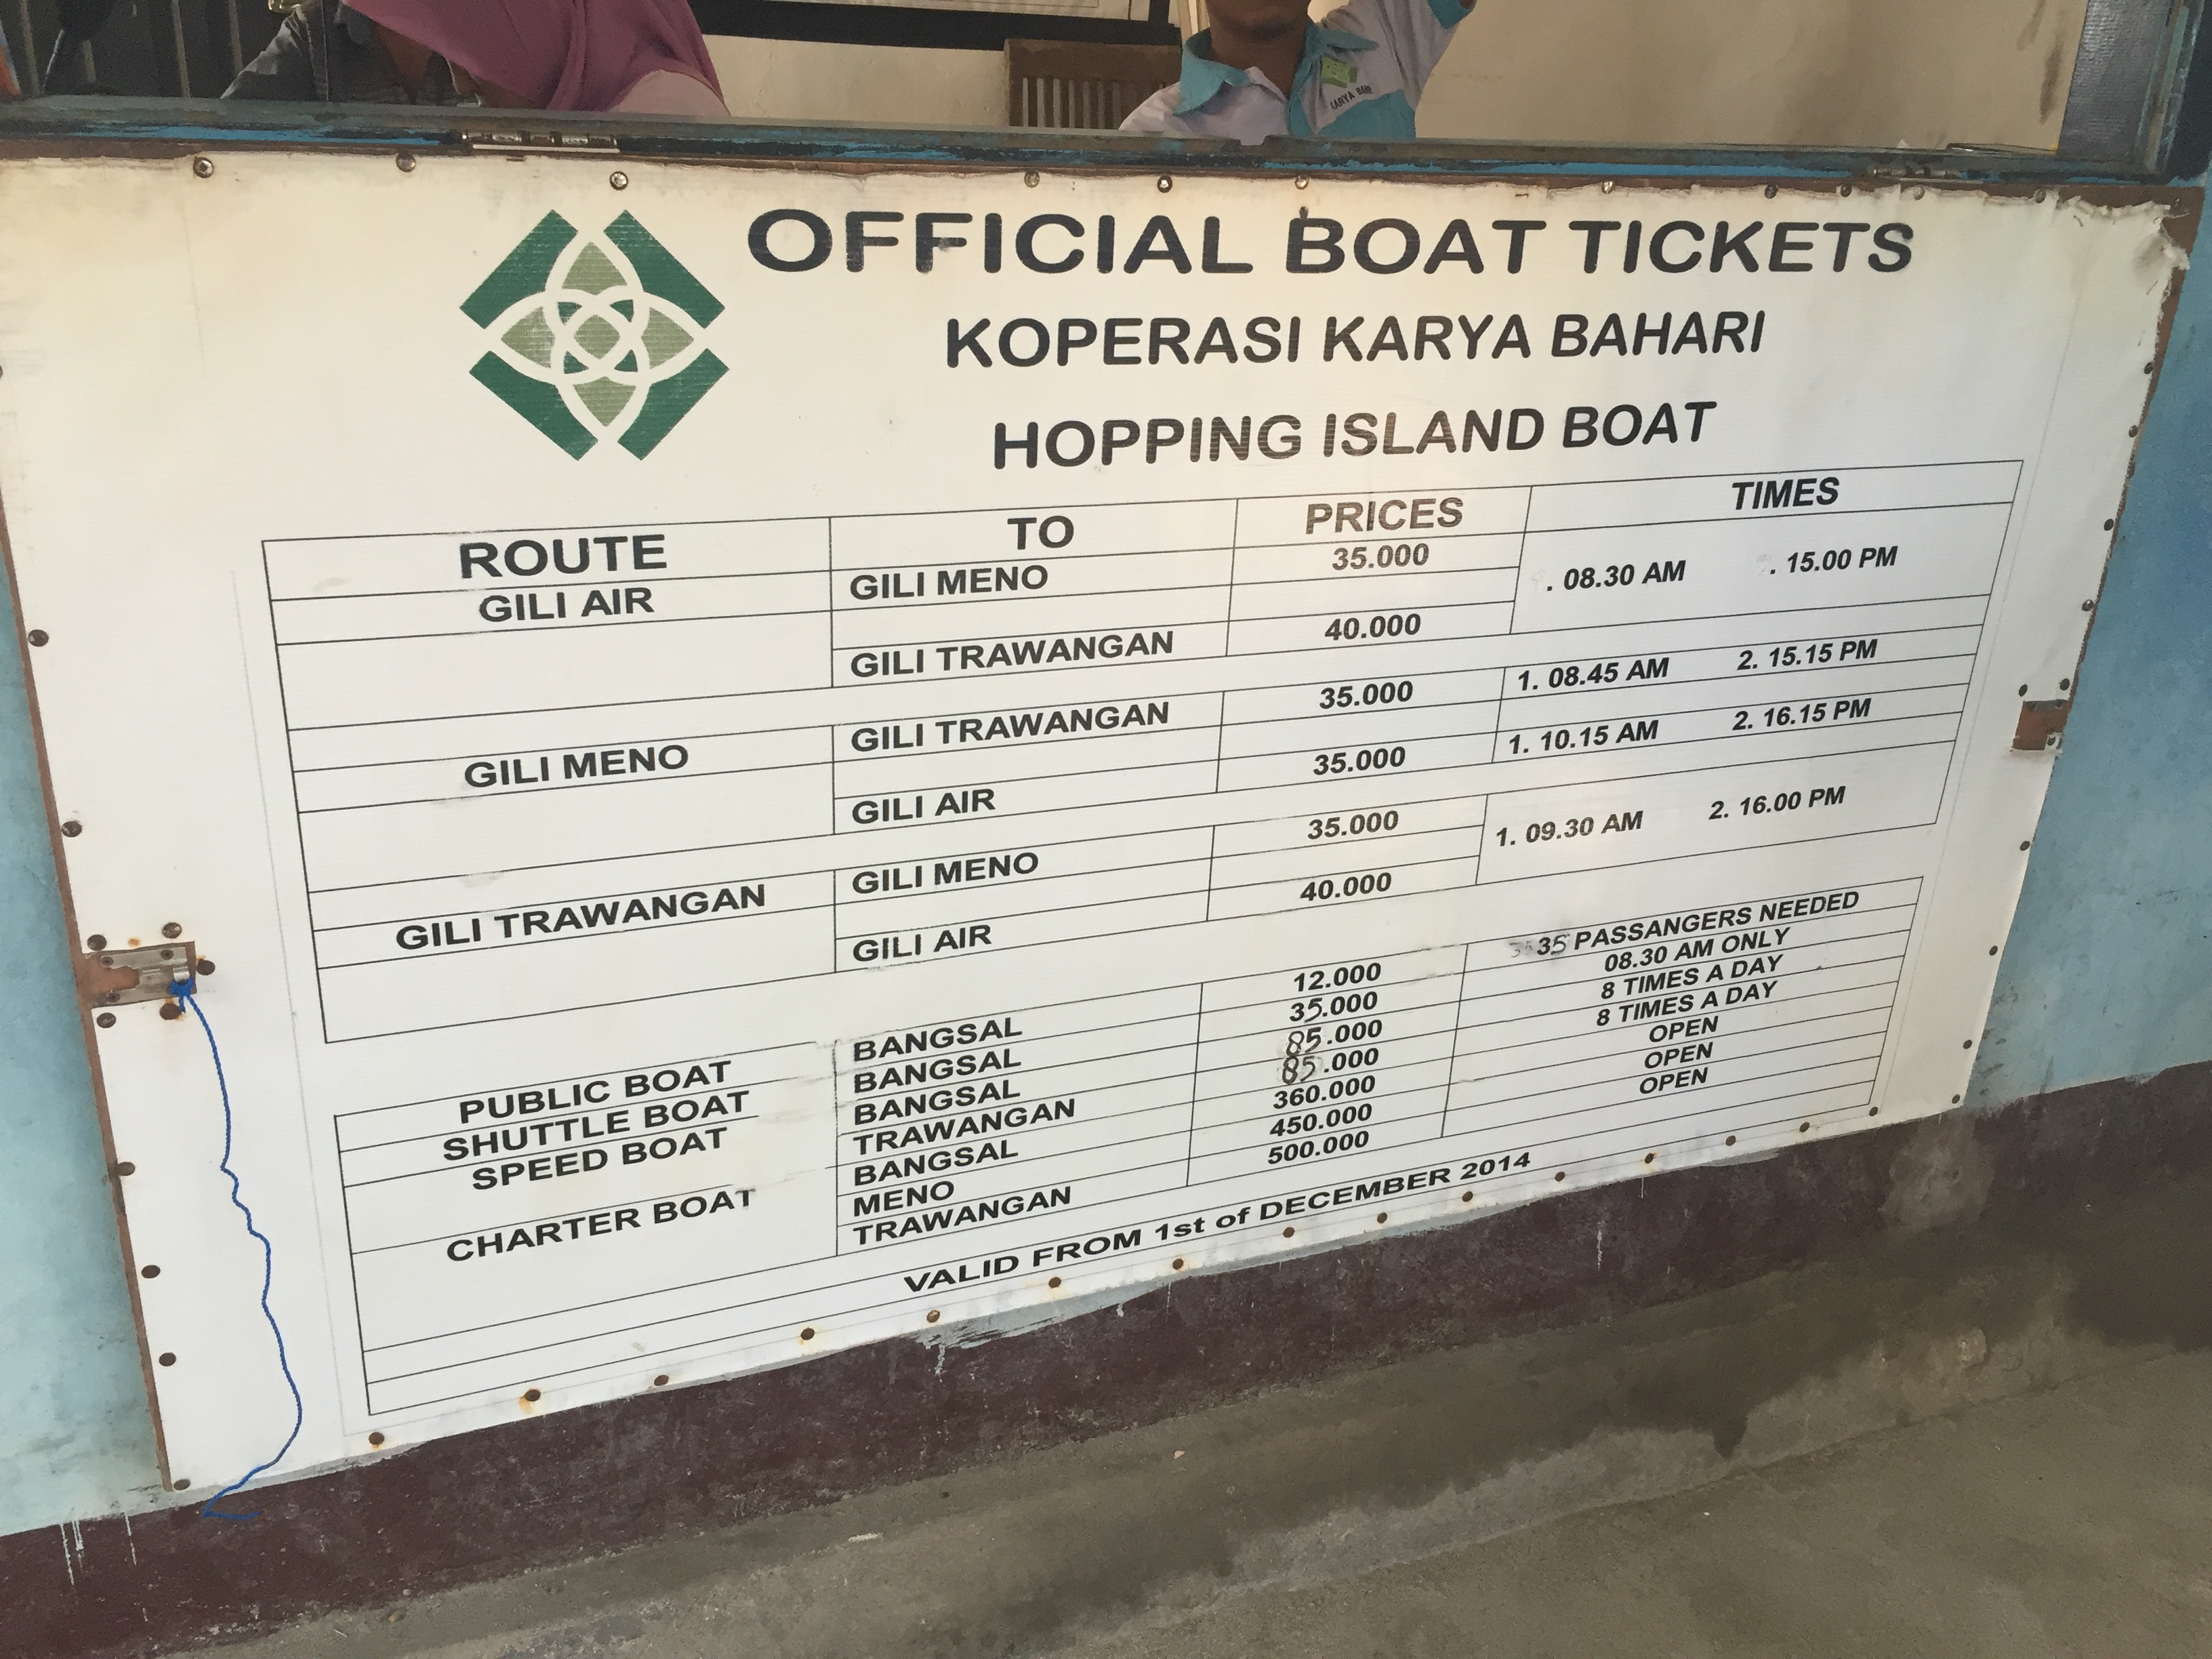 KARYA BAHARI
OFFICIAL BOAT TICKETS
KOPERASI KARYA BAHARI
HOPPING ISLAND BOAT
ROUTE TO PRICES TIMES
GILI AIR GILI MENO 35.000 . 08.30 AM . 15.00 PM
GILI TRAWANGAN 40.000
GILI MENO GILI TRAWANGAN 35.000 1. 08.45 AM 2. 15.15 PM
GILI AIR 35.000 1. 10.15 AM 2. 16.15 PM
GILI TRAWANGAN GILI MENO 35.000 1. 09.30 AM 2. 16.00 PM
GILI AIR 40.000
PUBLIC BOAT BANGSAL 12.000 35 PASSANGERS NEEDED
SHUTTLE BOAT BANGSAL 35.000 08.30 AM ONLY
SPEED BOAT BANGSAL 85.000 8 TIMES A DAY
TRAWANGAN 85.000 8 TIMES A DAY
CHARTER BOAT BANGSAL 360.000 OPEN
MENO 450.000 OPEN
TRAWANGAN 500.000 OPEN
VALID FROM 1st of DECEMBER 2014